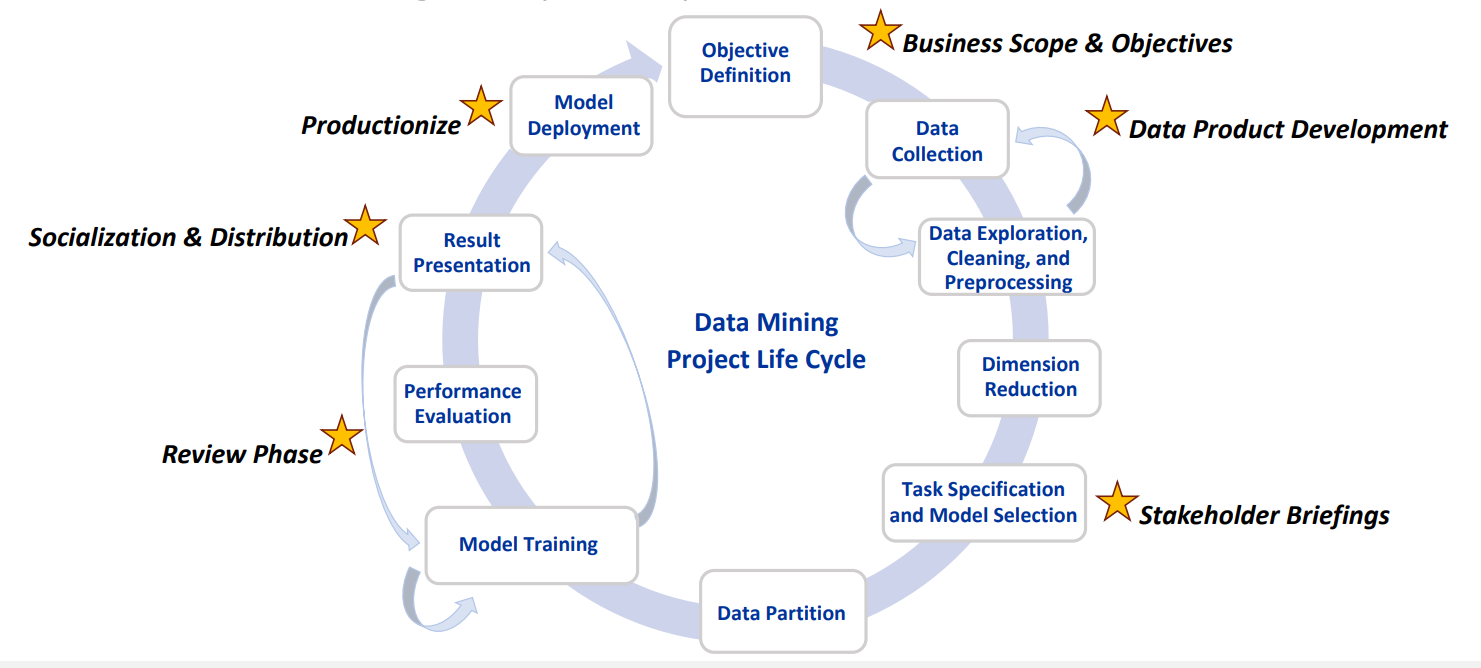 Objective
Definition
Business Scope & Objectives
Data
Collection
Data Product Development
Data Exploration,
Cleaning, and
Preprocessing
Dimension
Reduction
Task Specification
and Model Selection
Stakeholder Briefings
Data Partition
Model Training
Review Phase
Performance
Evaluation
Result
Presentation
Socialization & Distribution
Model
Deployment
Productionize
Data Mining
Project Life Cycle